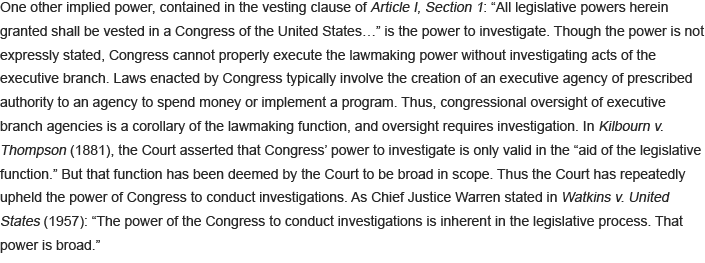 One other implied power, contained in the vesting clause of Article I, Section 1: “All legislative powers herein
granted shall be vested in a Congress of the United States…” is the power to investigate. Though the power is not
expressly stated, Congress cannot properly execute the lawmaking power without investigating acts of the
executive branch. Laws enacted by Congress typically involve the creation of an executive agency of prescribed
authority to an agency to spend money or implement a program. Thus, congressional oversight of executive
branch agencies is a corollary of the lawmaking function, and oversight requires investigation. In Kilbourn v.
Thompson (1881), the Court asserted that Congress’ power to investigate is only valid in the “aid of the legislative
function.” But that function has been deemed by the Court to be broad in scope. Thus the Court has repeatedly
upheld the power of Congress to conduct investigations. As Chief Justice Warren stated in Watkins v. United
States (1957): “The power of the Congress to conduct investigations is inherent in the legislative process. That
power is broad.”